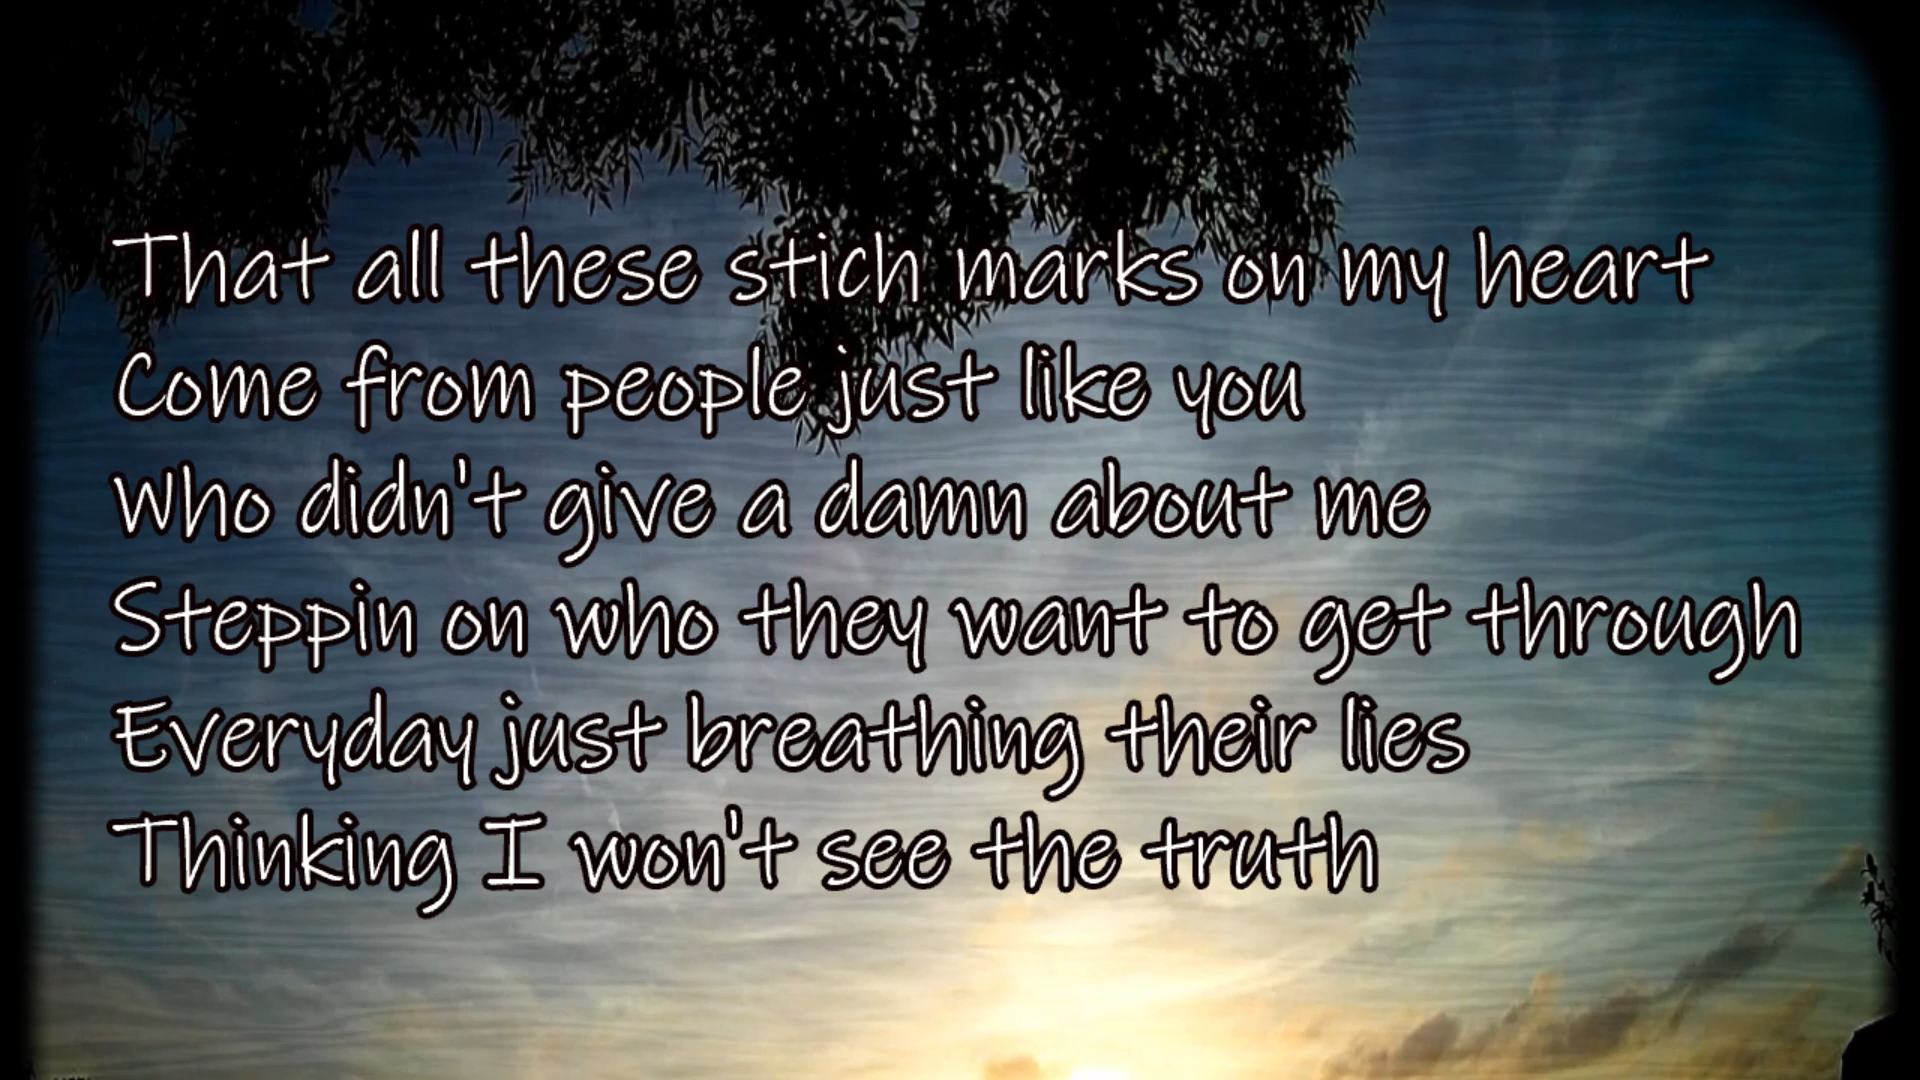 That all these stich marks on my heart
Come from people just like you
Who didn't give a damn about me
Steppin on who they want to get through
Everyday just breathing their lies
Thinking I won't see the truth